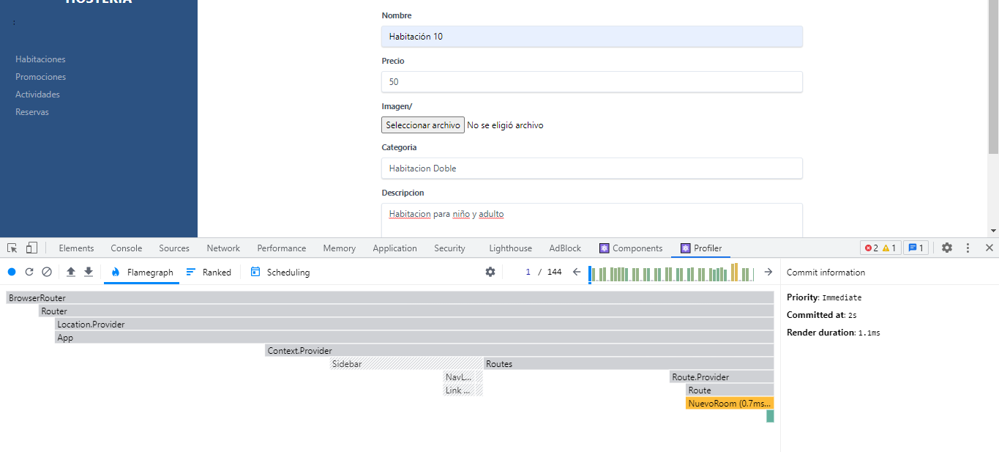 HOSTERIA
:
Habitaciones
Promociones
Actividades
Reservas
Nombre
Habitación 10
Precio
50
Imagen/
Seleccionar archivo No se eligió archivo
Categoria
Habitacion Doble
Descripcion
Habitacion para niño y adulto
Elements Console Sources Network Performance Memory Application Security Lighthouse AdBlock Components Profiler 2 1 1
Flamegraph Ranked Scheduling 1 / 144 Commit information
BrowserRouter
Router
Location.Provider
App
Context.Provider
Sidebar Routes
NavL... Route.Provider
Link ... Route
NuevoRoom (0.7ms...
Priority: Immediate
Committed at: 2s
Render duration: 1.1ms